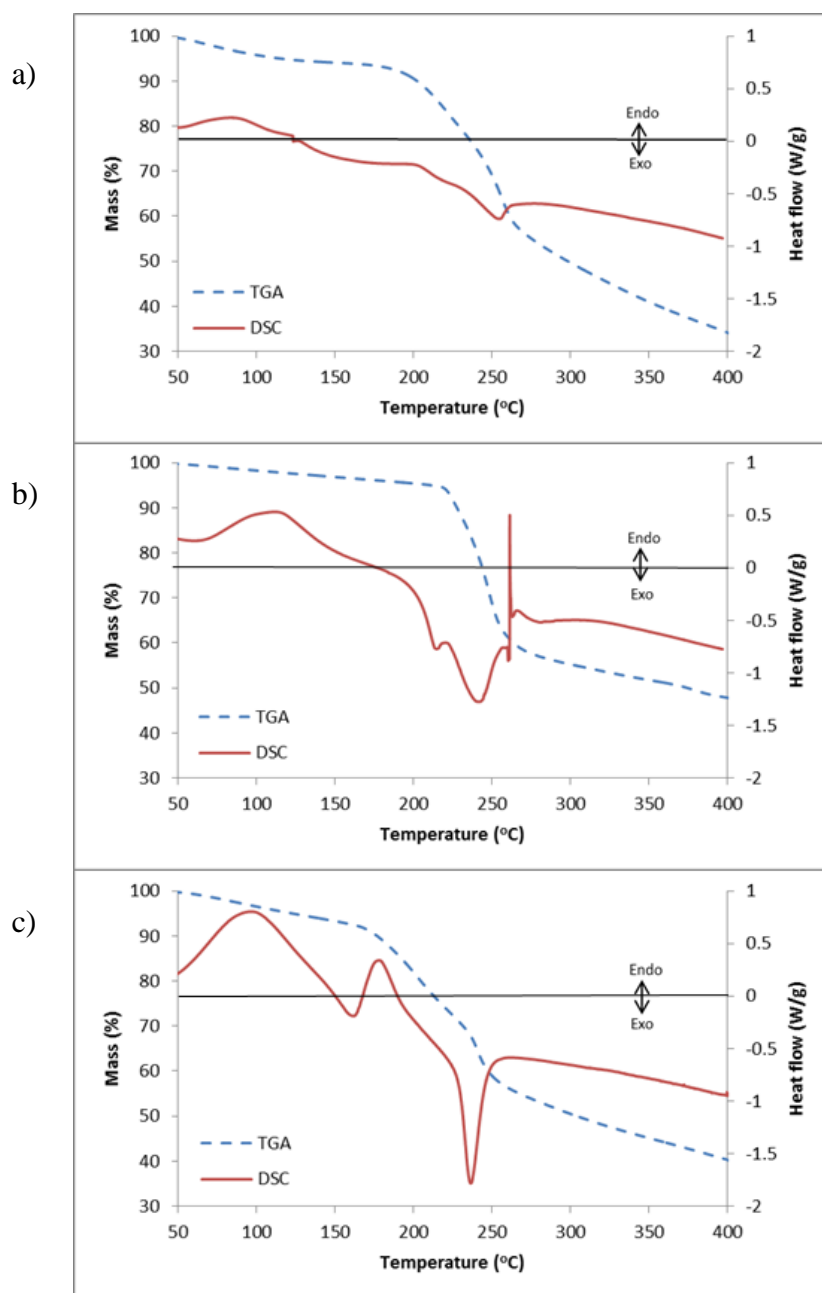 a)
100
90
80
70
60
50
40
30
Mass (%)
1
0.5
0
-0.5
-1
-1.5
-2
Heat flow (W/g)
Endo
Exo
TGA
DSC
50 100 150 200 250 300 350 400
Temperature (ºC)
b)
100
90
80
70
60
50
40
30
Mass (%)
1
0.5
0
-0.5
-1
-1.5
-2
Heat flow (W/g)
Endo
Exo
TGA
DSC
50 100 150 200 250 300 350 400
Temperature (ºC)
c)
100
90
80
70
60
50
40
30
Mass (%)
1
0.5
0
-0.5
-1
-1.5
-2
Heat flow (W/g)
Endo
Exo
TGA
DSC
50 100 150 200 250 300 350 400
Temperature (ºC)